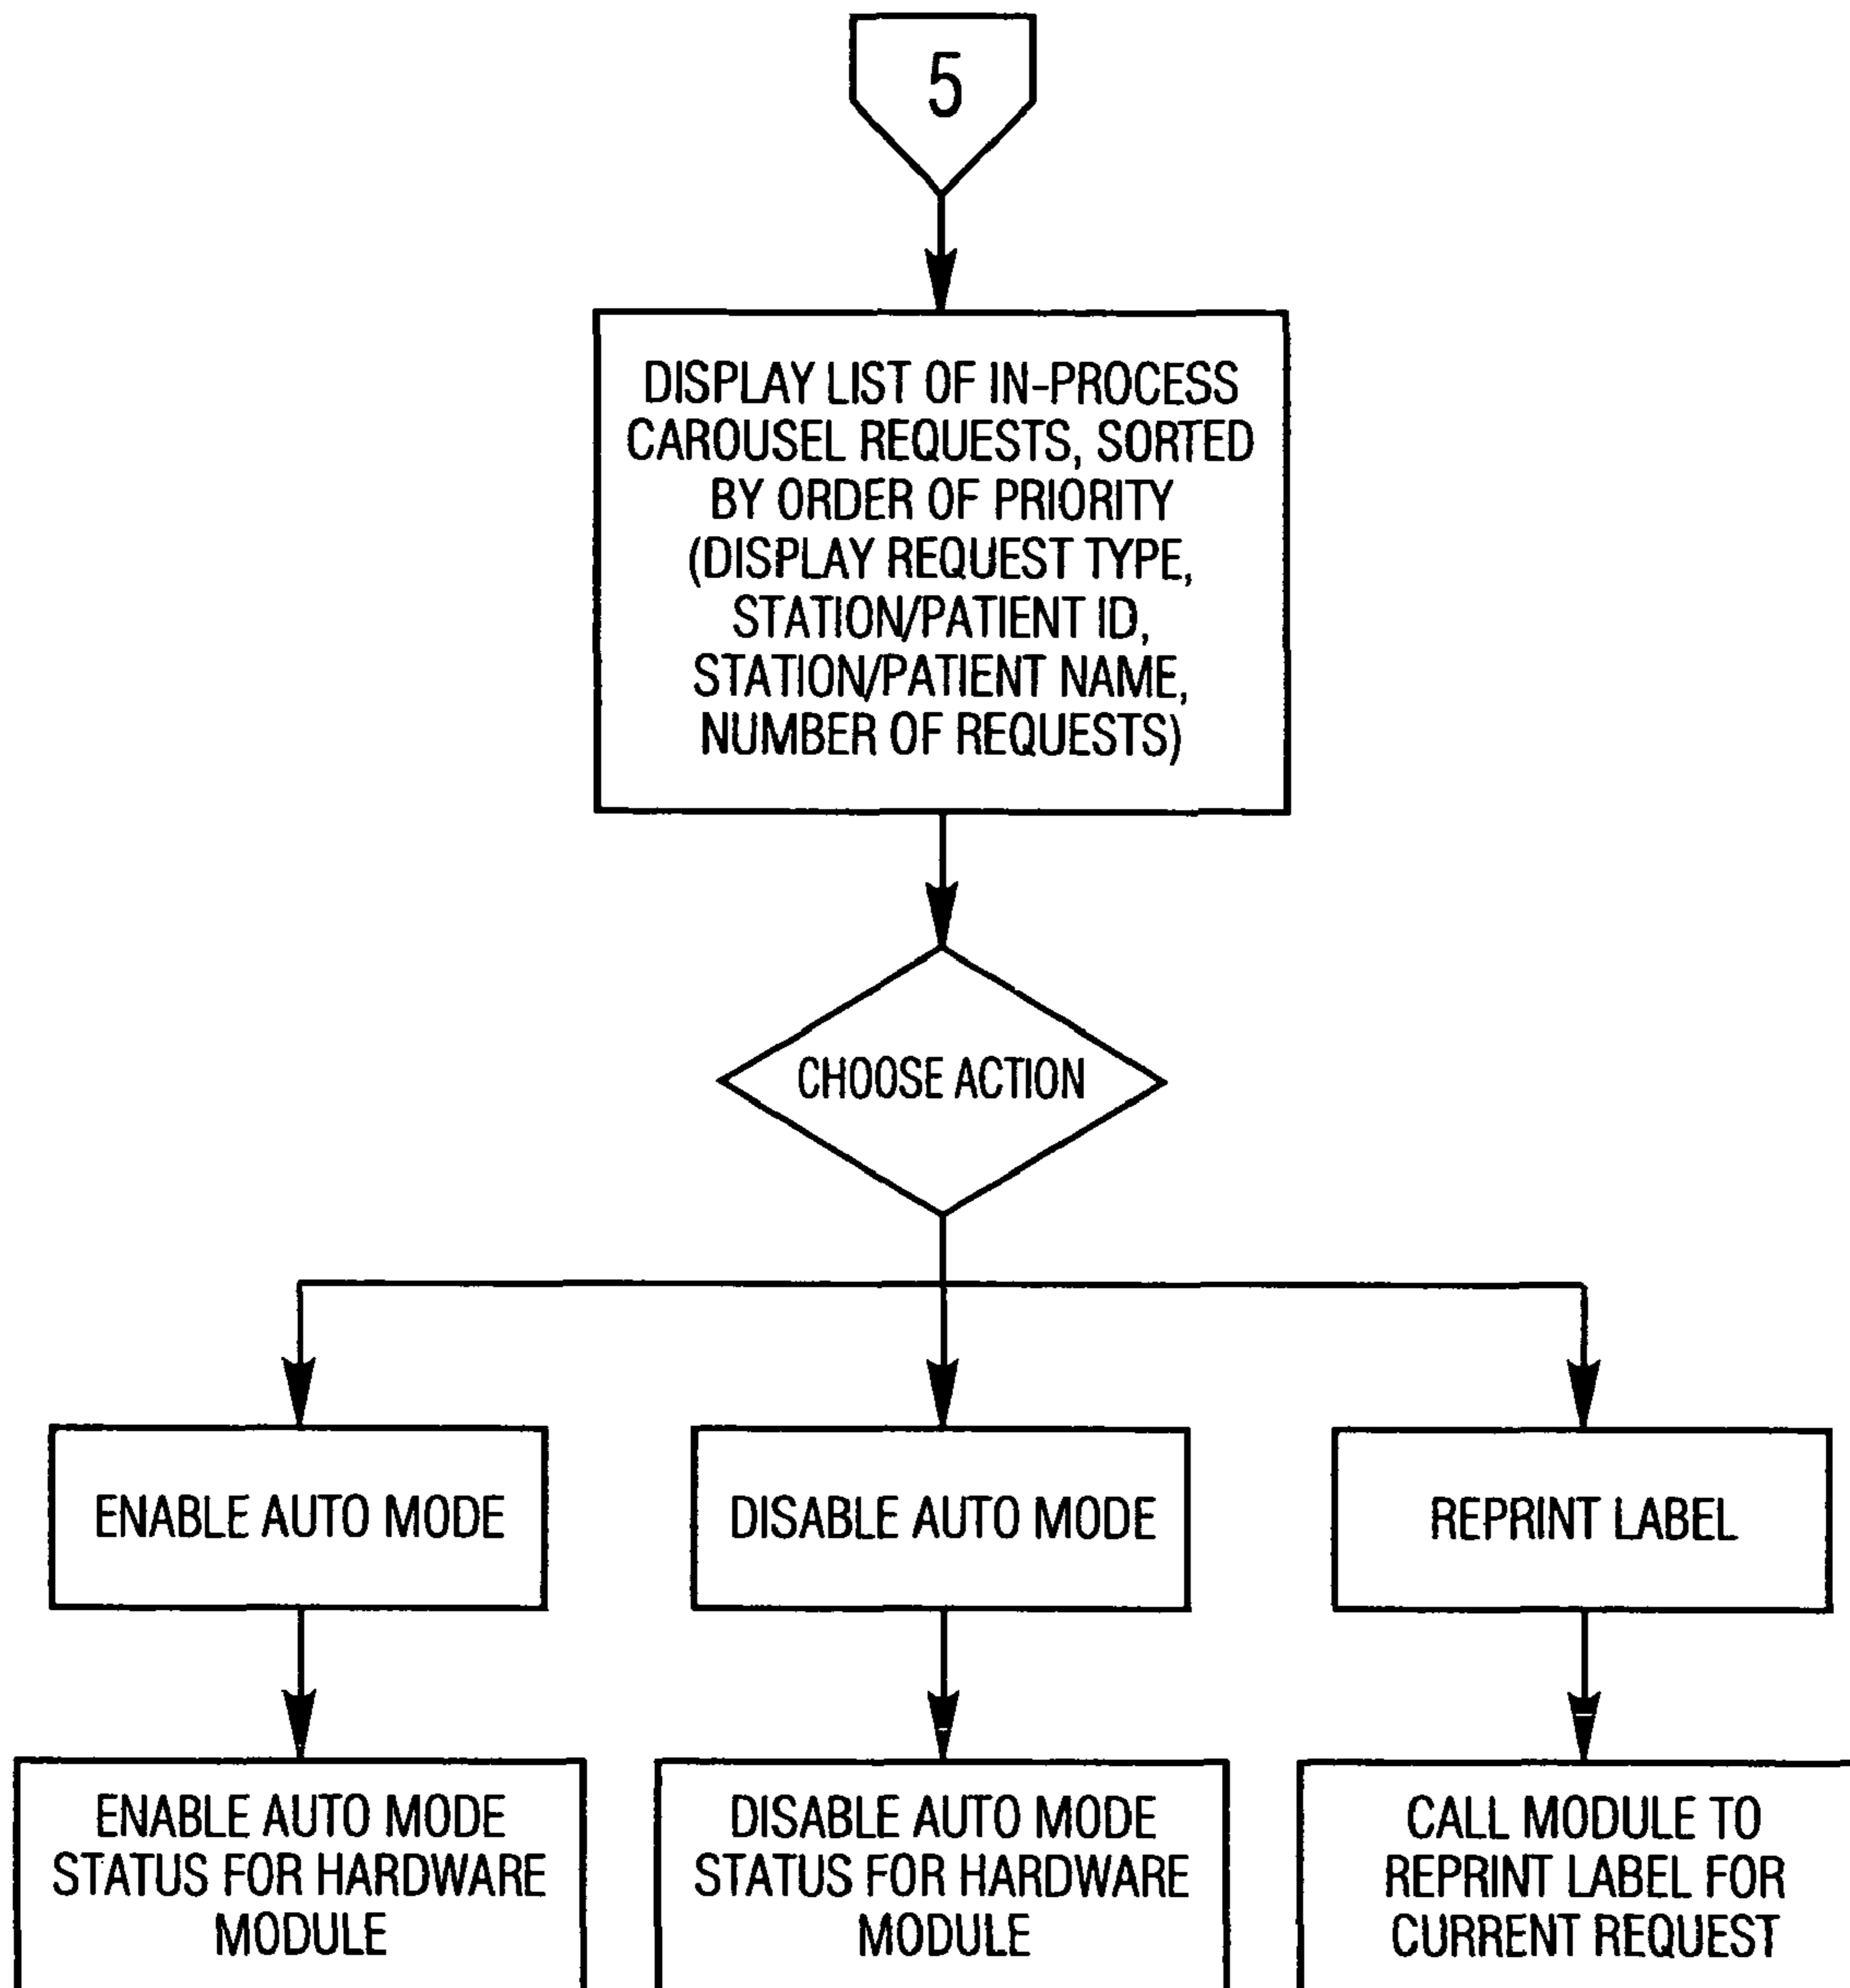 5
DISPLAY LIST OF IN-PROCESS
CAROUSEL REQUESTS, SORTED
BY ORDER OF PRIORITY
(DISPLAY REQUEST TYPE,
STATION/PATIENT ID,
STATION/PATIENT NAME,
NUMBER OF REQUESTS)
CHOOSE ACTION
ENABLE AUTO MODE
DISABLE AUTO MODE
REPRINT LABEL
ENABLE AUTO MODE
STATUS FOR HARDWARE
MODULE
DISABLE AUTO MODE
STATUS FOR HARDWARE
MODULE
CALL MODULE TO
REPRINT LABEL FOR
CURRENT REQUEST